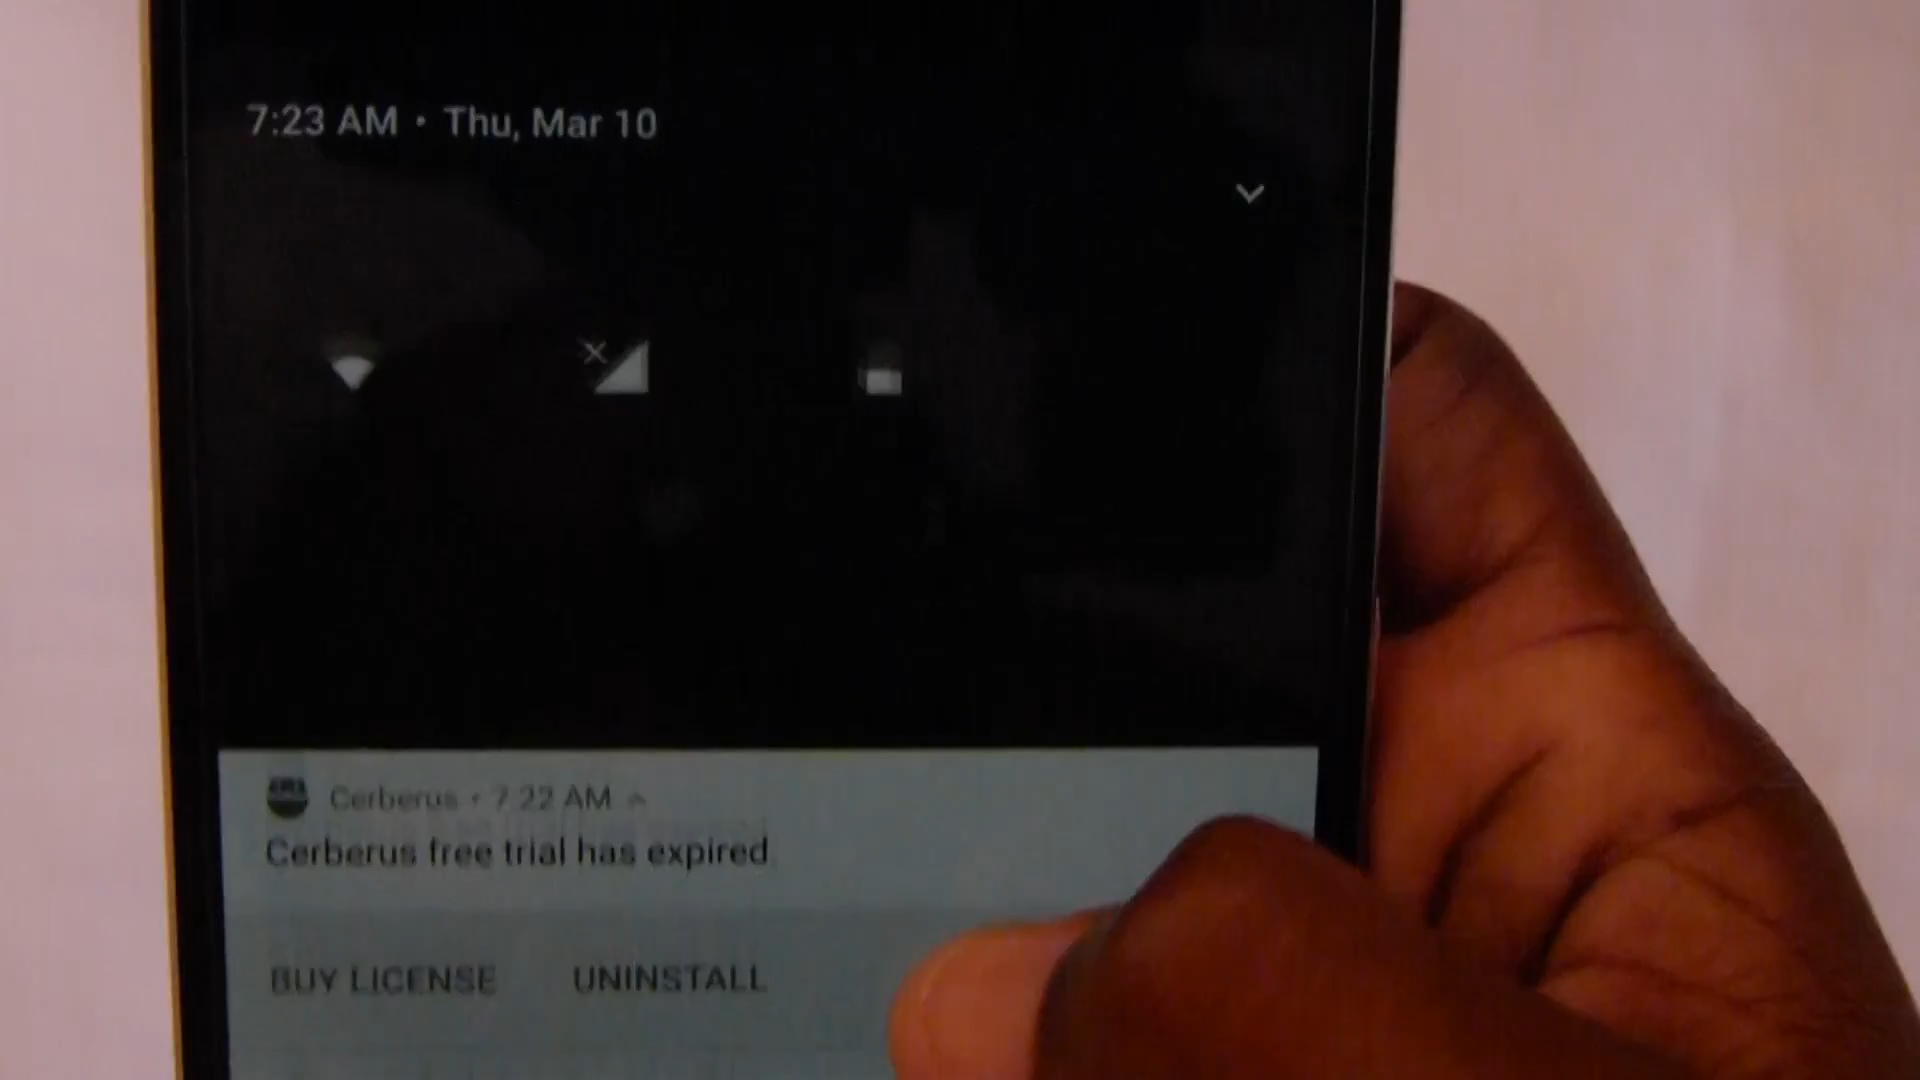 7:23 AM • Thu, Mar 10
Cerberus • 7:22 AM
Cerberus free trial has expired
BUY LICENSE UNINSTALL